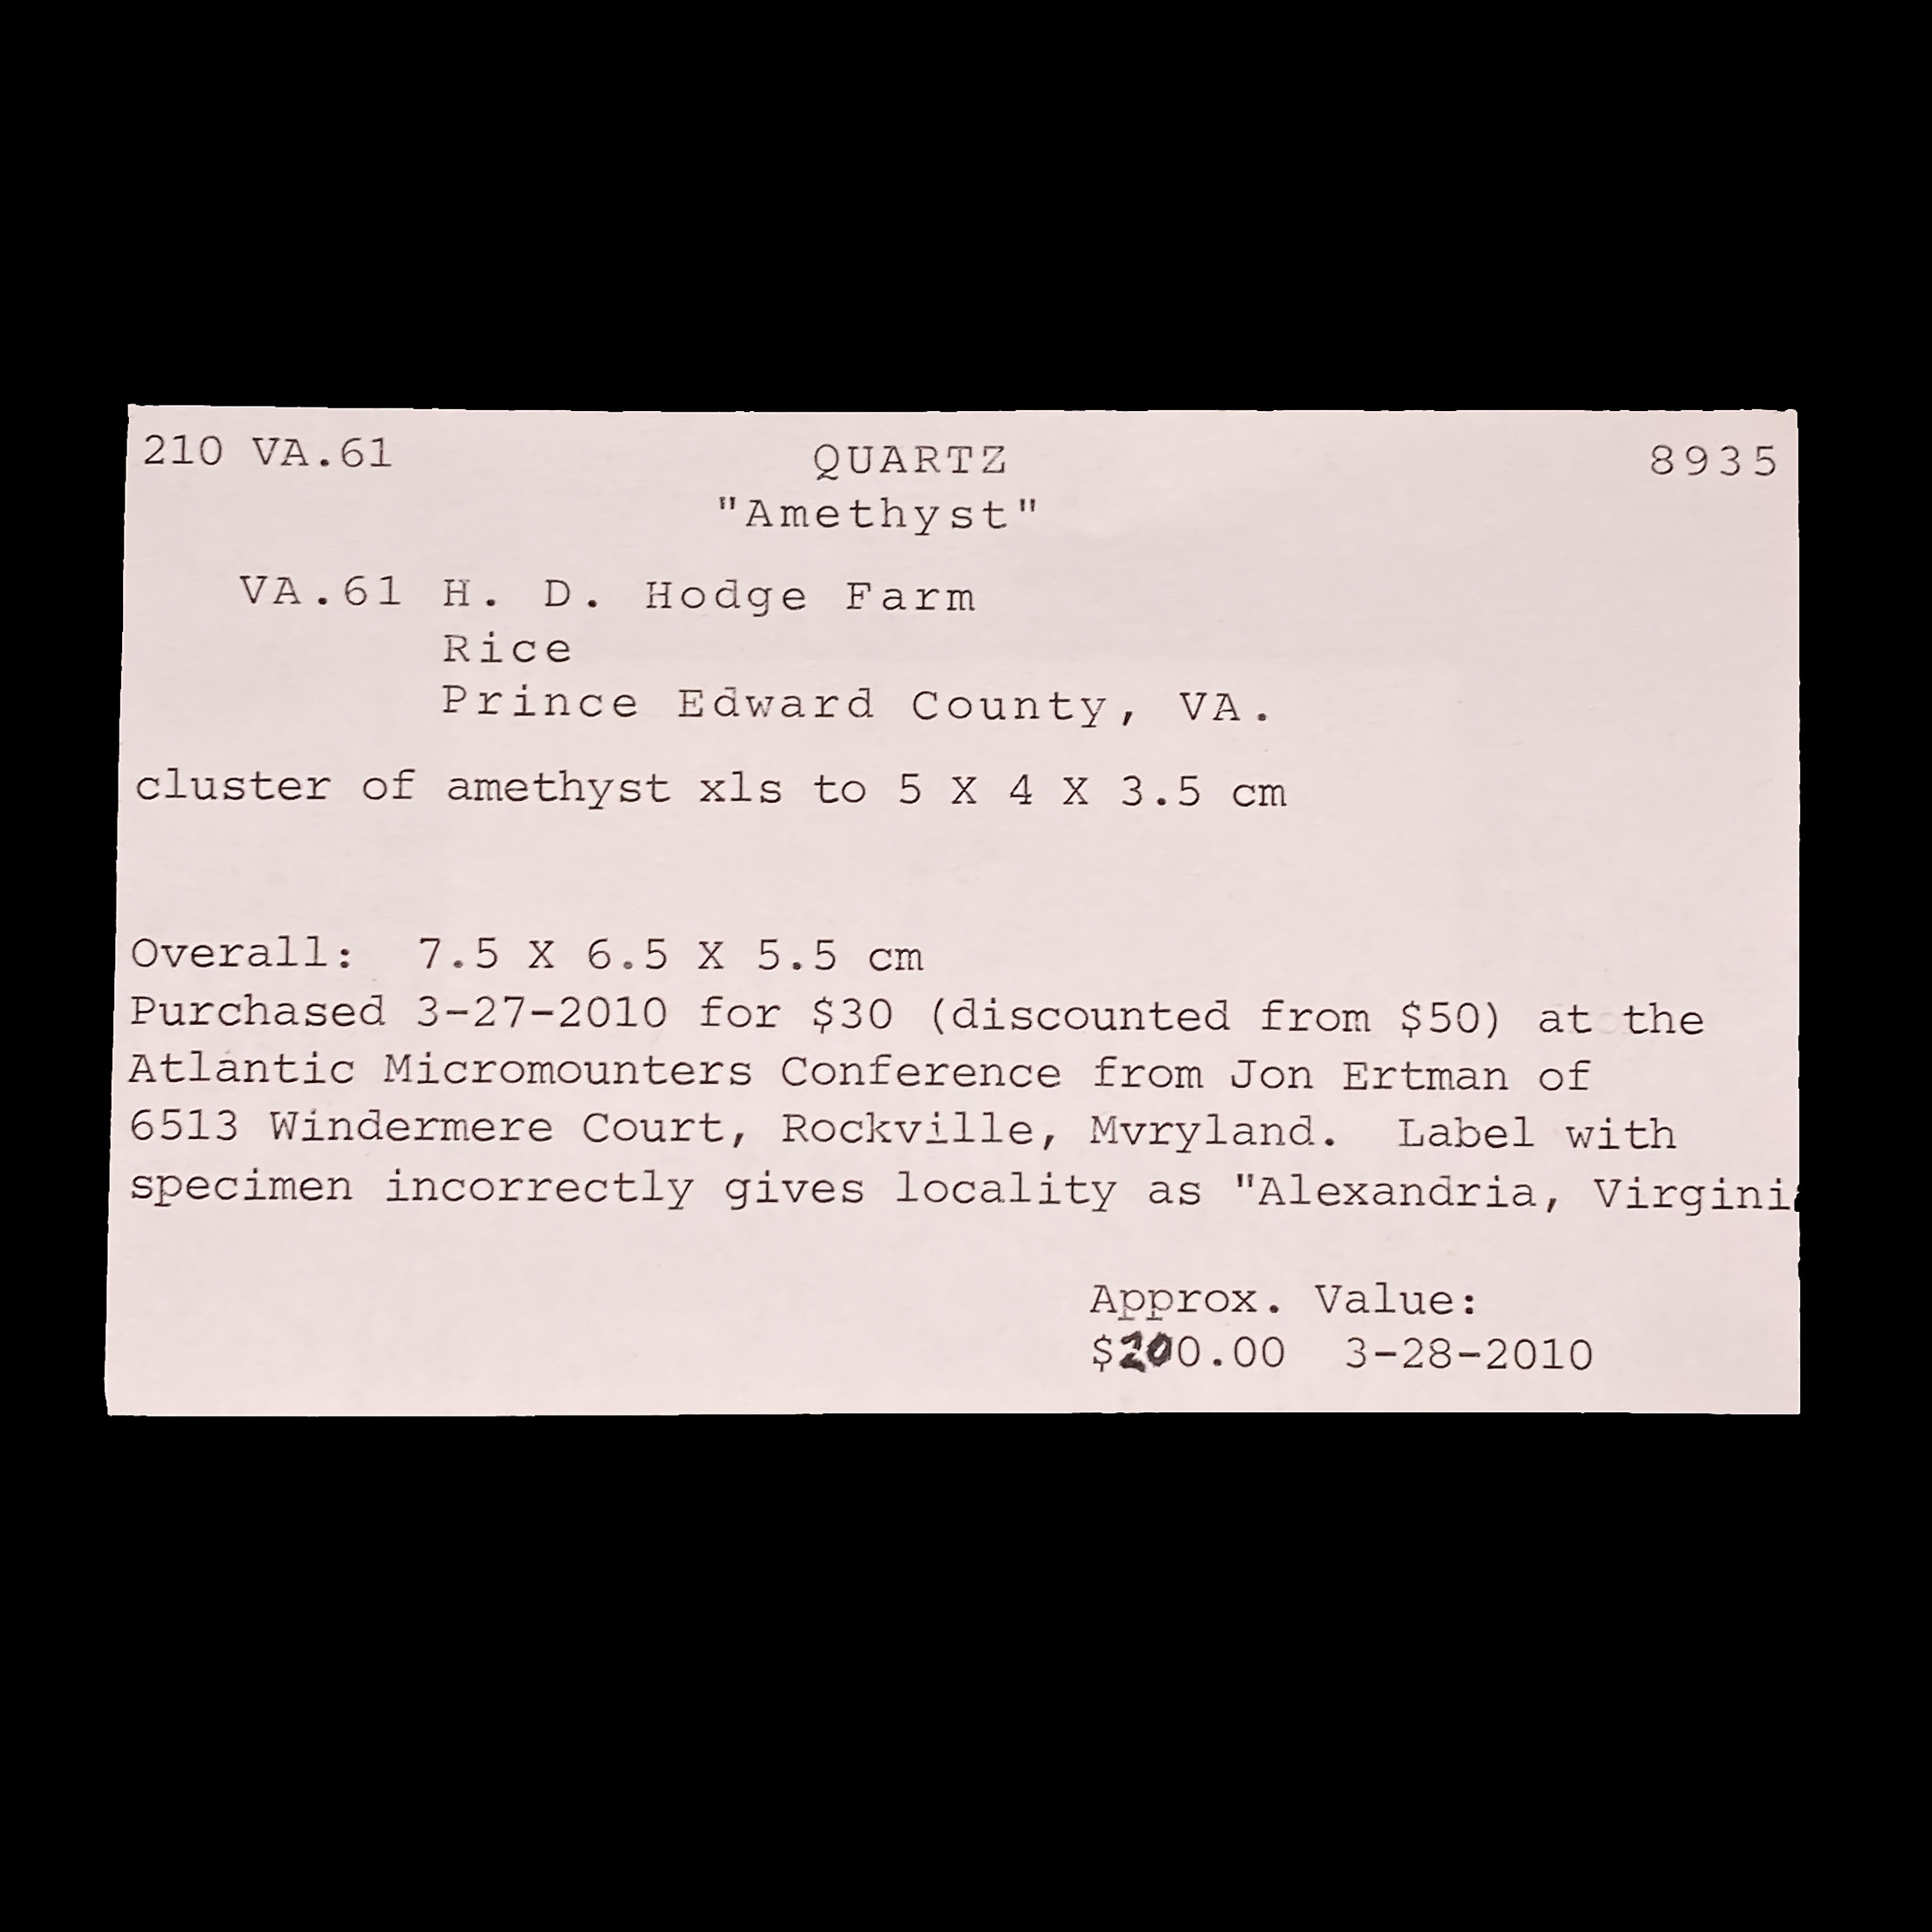 210 VA.61 QUARTZ 8935
"Amethyst"
VA.61 H. D. Hodge Farm
Rice
Prince Edward County, VA.
cluster of amethyst xls to 5 X 4 X 3.5 cm
Overall: 7.5 X 6.5 X 5.5 cm
Purchased 3-27-2010 for $30 (discounted from $50) at the
Atlantic Micromounters Conference from Jon Ertman of
6513 Windermere Court, Rockville, Mvryland. Label with
specimen incorrectly gives locality as "Alexandria, Virgini
Approx. Value:
$200.00 3-28-2010